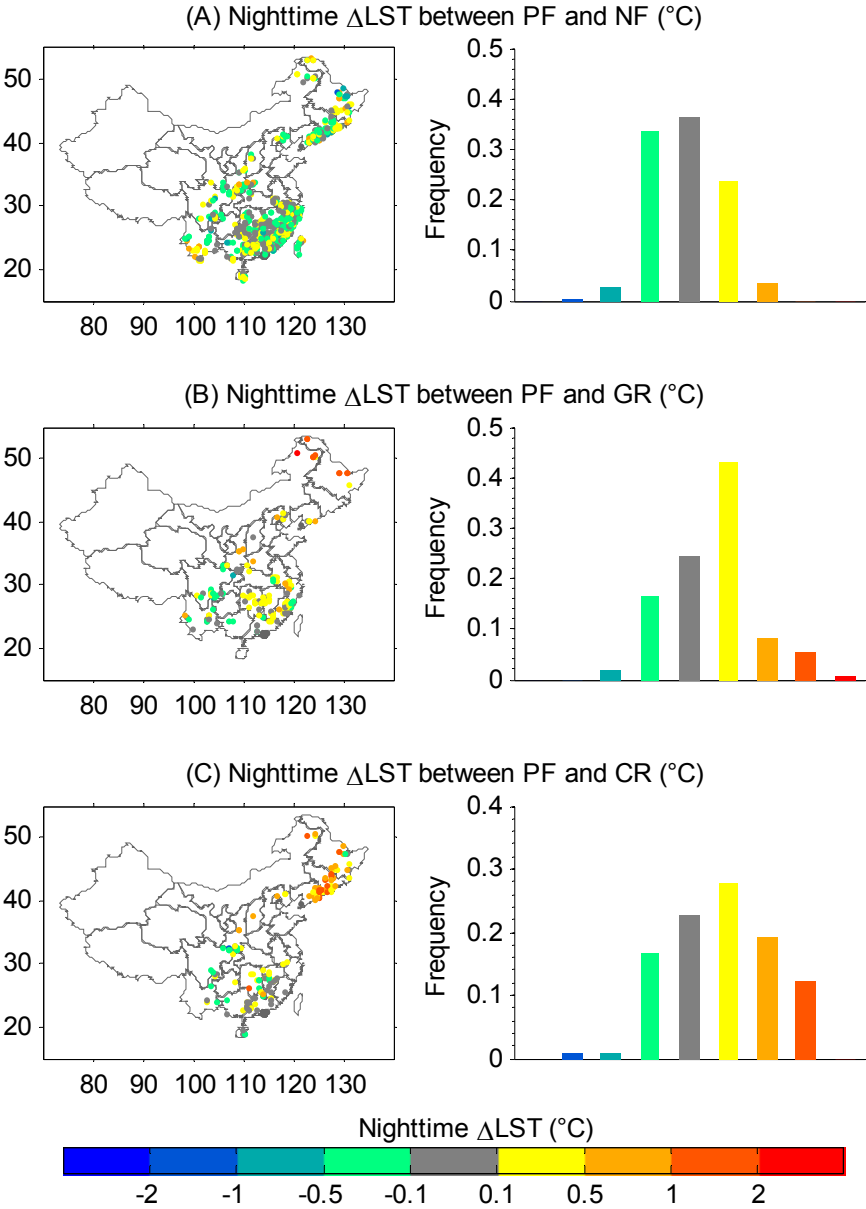 (A) Nighttime ΔLST between PF and NF (°C)
50
40
30
20
80 90 100 110 120 130
Frequency
0.5
0.4
0.3
0.2
0.1
0
(B) Nighttime ΔLST between PF and GR (°C)
50
40
30
20
80 90 100 110 120 130
Frequency
0.5
0.4
0.3
0.2
0.1
0
(C) Nighttime ΔLST between PF and CR (°C)
50
40
30
20
80 90 100 110 120 130
Frequency
0.4
0.3
0.2
0.1
0
Nighttime ΔLST (°C)
-2 -1 -0.5 -0.1 0.1 0.5 1 2